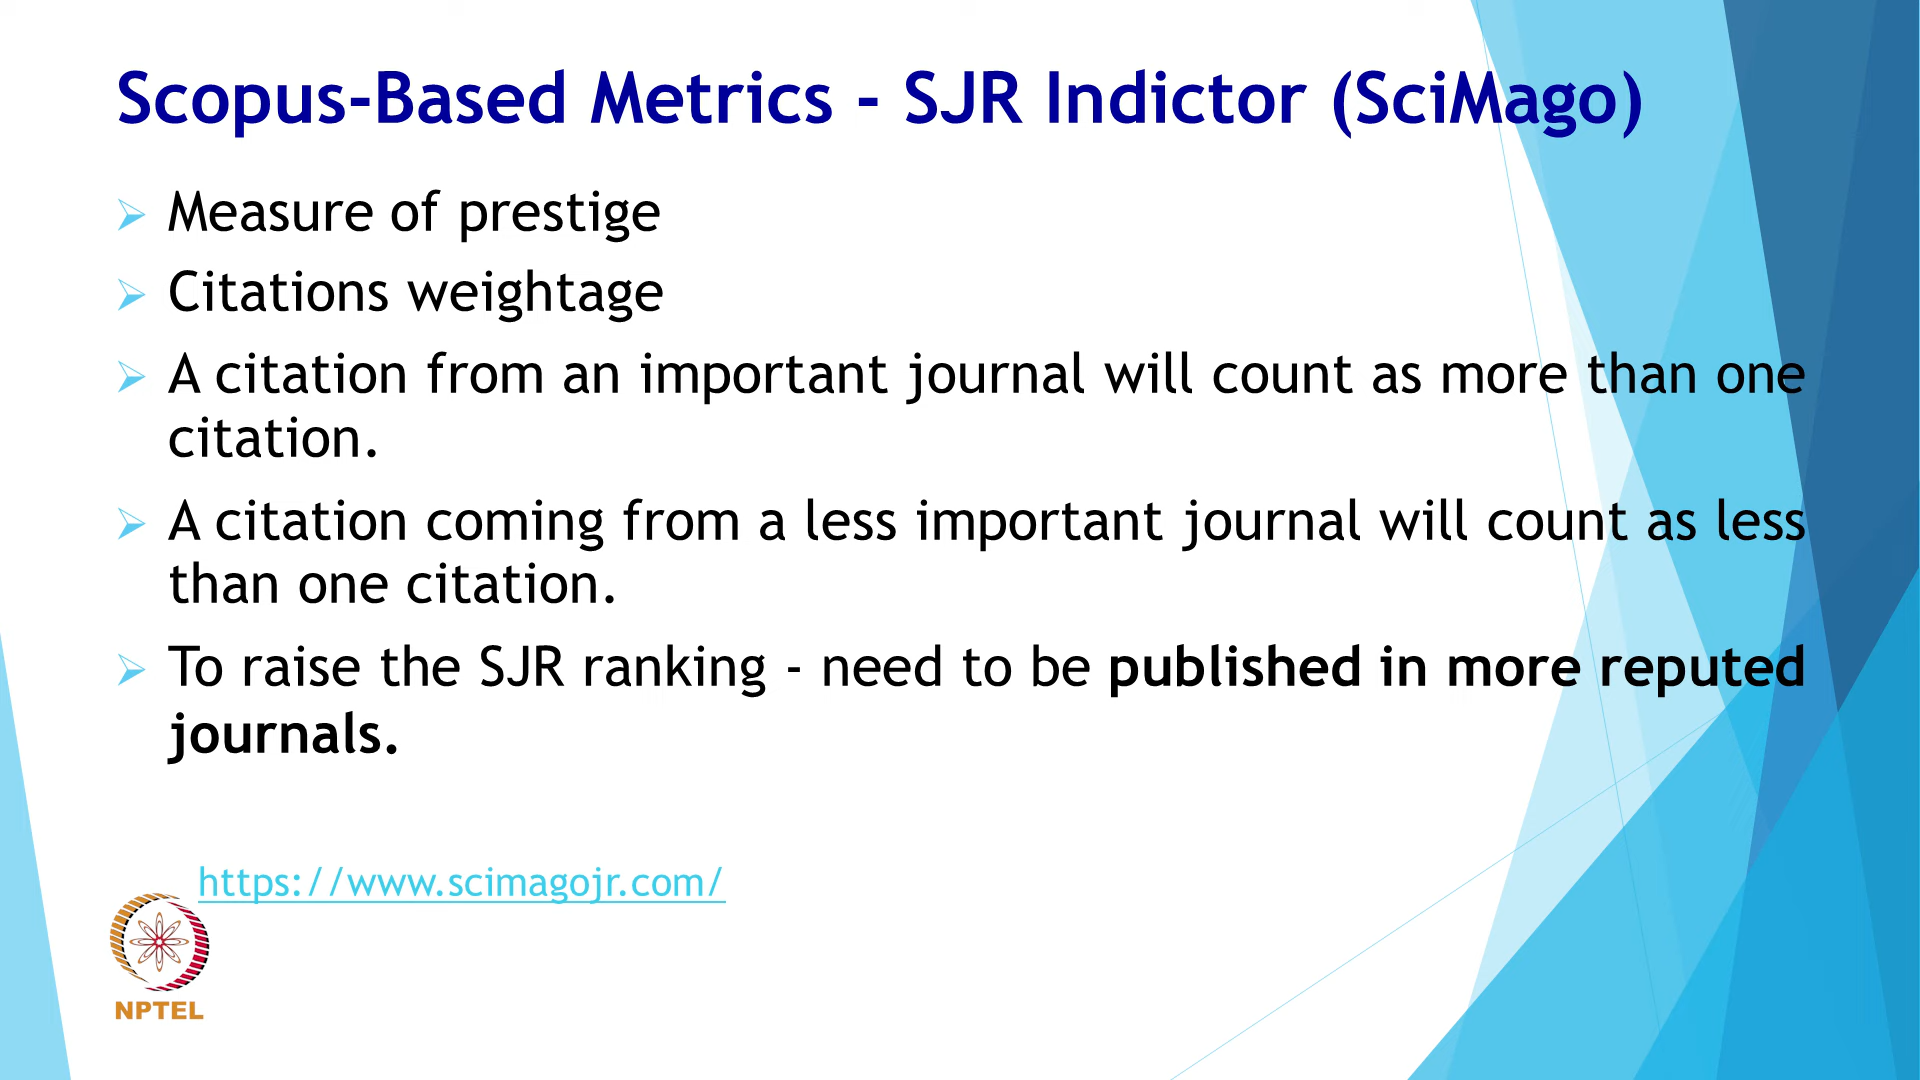 Scopus-Based Metrics - SJR Indictor (SciMago)
Measure of prestige
Citations weightage
A citation from an important journal will count as more than one
citation.
A citation coming from a less important journal will count as less
than one citation.
To raise the SJR ranking - need to be published in more reputed
journals.
https://www.scimagojr.com/
NPTEL